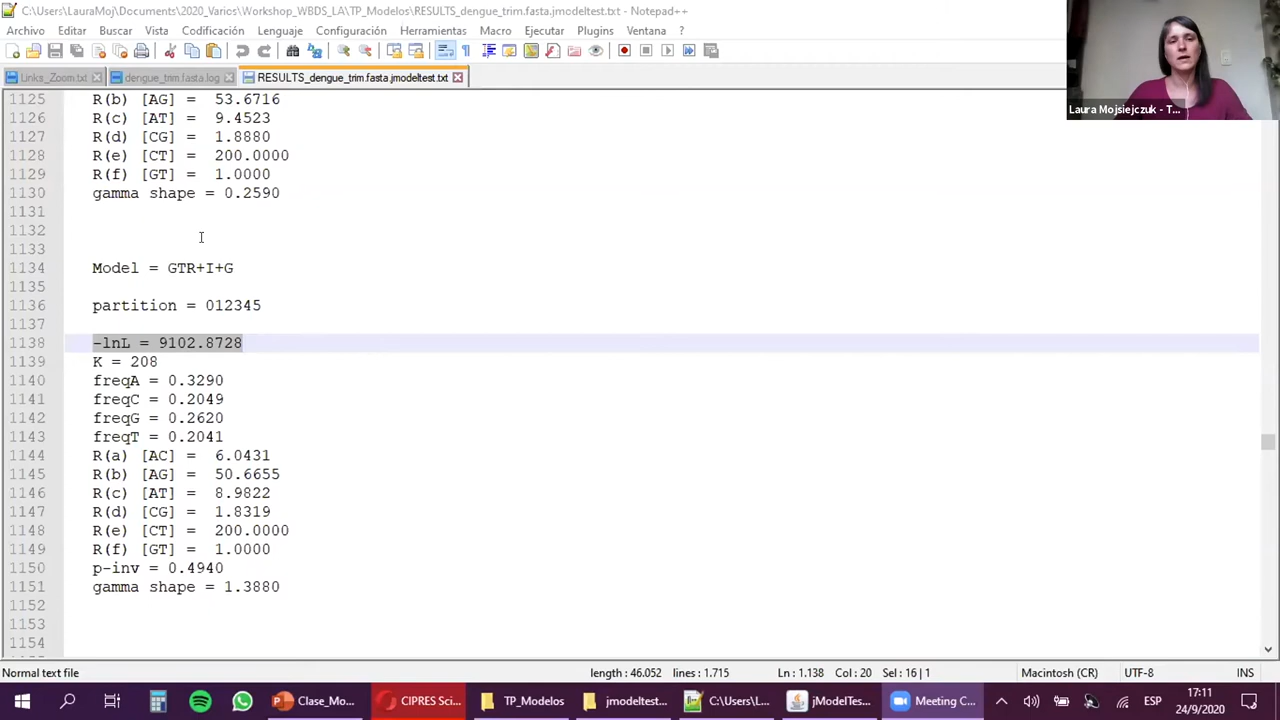 C:\Users\LauraMoj\Documents\2020_Varios\Workshop_WBDS_LA\TP_Modelos\RESULTS_dengue_trim.fasta.jmodeltest.txt - Notepad++
Archivo Editar Buscar Vista Codificación Lenguaje Configuración Herramientas Macro Ejecutar Plugins Ventana
Links_Zoom.txt dengue_trim.fasta.log RESULTS_dengue_trim.fasta.jmodeltest.txt
Laura Mojsiejczuk - T...
1125 R(b) [AG] = 53.6716
1126 R(c) [AT] = 9.4523
1127 R(d) [CG] = 1.8880
1128 R(e) [CT] = 200.0000
1129 R(f) [GT] = 1.0000
1130 gamma shape = 0.2590
1131
1132
1133
1134 Model = GTR+I+G
1135
1136 partition = 012345
1137
1138 -lnL = 9102.8728
1139 K = 208
1140 freqA = 0.3290
1141 freqC = 0.2049
1142 freqG = 0.2620
1143 freqT = 0.2041
1144 R(a) [AC] = 6.0431
1145 R(b) [AG] = 50.6655
1146 R(c) [AT] = 8.9822
1147 R(d) [CG] = 1.8319
1148 R(e) [CT] = 200.0000
1149 R(f) [GT] = 1.0000
1150 p-inv = 0.4940
1151 gamma shape = 1.3880
1152
1153
1154
Normal text file length : 46.052 lines : 1.715 Ln : 1.138 Col : 20 Sel : 16 | 1 Macintosh (CR) UTF-8 INS
Clase_Mo... CIPRES Sci... TP_Modelos jmodeltest... C:\Users\L... jModelTes... Meeting C... ESP 17:11
24/9/2020